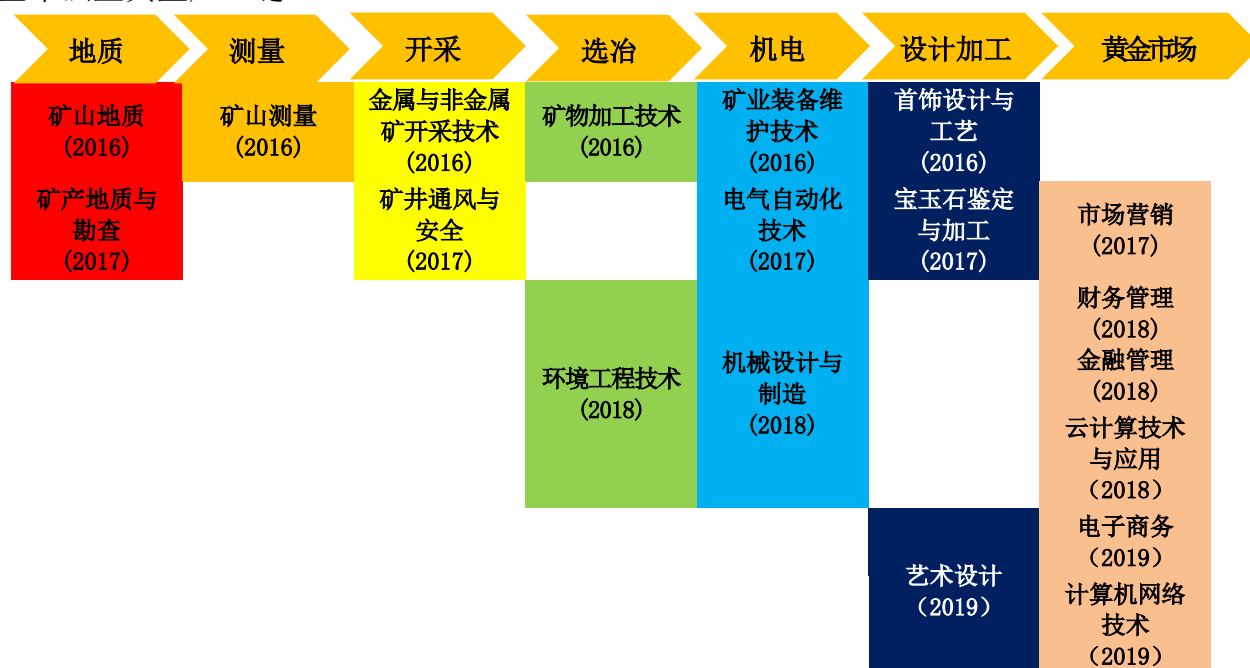 地质
测量
开采
选冶
机电
设计加工
黄金市场
矿山地质
(2016)
矿山测量
(2016)
金属与非金属
矿开采技术
(2016)
矿物加工技术
(2016)
矿业装备维
护技术
(2016)
首饰设计与
工艺
(2016)
矿产地质与
勘查
(2017)
矿井通风与
安全
(2017)
电气自动化
技术
(2017)
宝玉石鉴定
与加工
(2017)
市场营销
(2017)
环境工程技术
(2018)
机械设计与
制造
(2018)
财务管理
(2018)
金融管理
(2018)
云计算技术
与应用
（2018）
艺术设计
（2019）
电子商务
（2019）
计算机网络
技术
（2019）